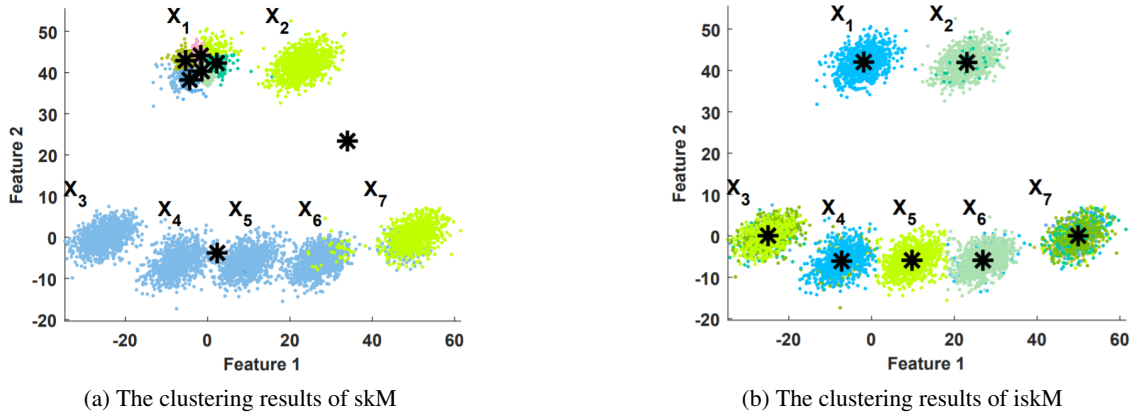 X1 X2
50
40
30
20
10
0
-10
-20
Feature 2
X3 X4 X5 X6 X7
-20 0 20 40 60
Feature 1
(a) The clustering results of skM
X1 X2
50
40
30
20
10
0
-10
-20
Feature 2
X3 X4 X5 X6 X7
-20 0 20 40 60
Feature 1
(b) The clustering results of iskM